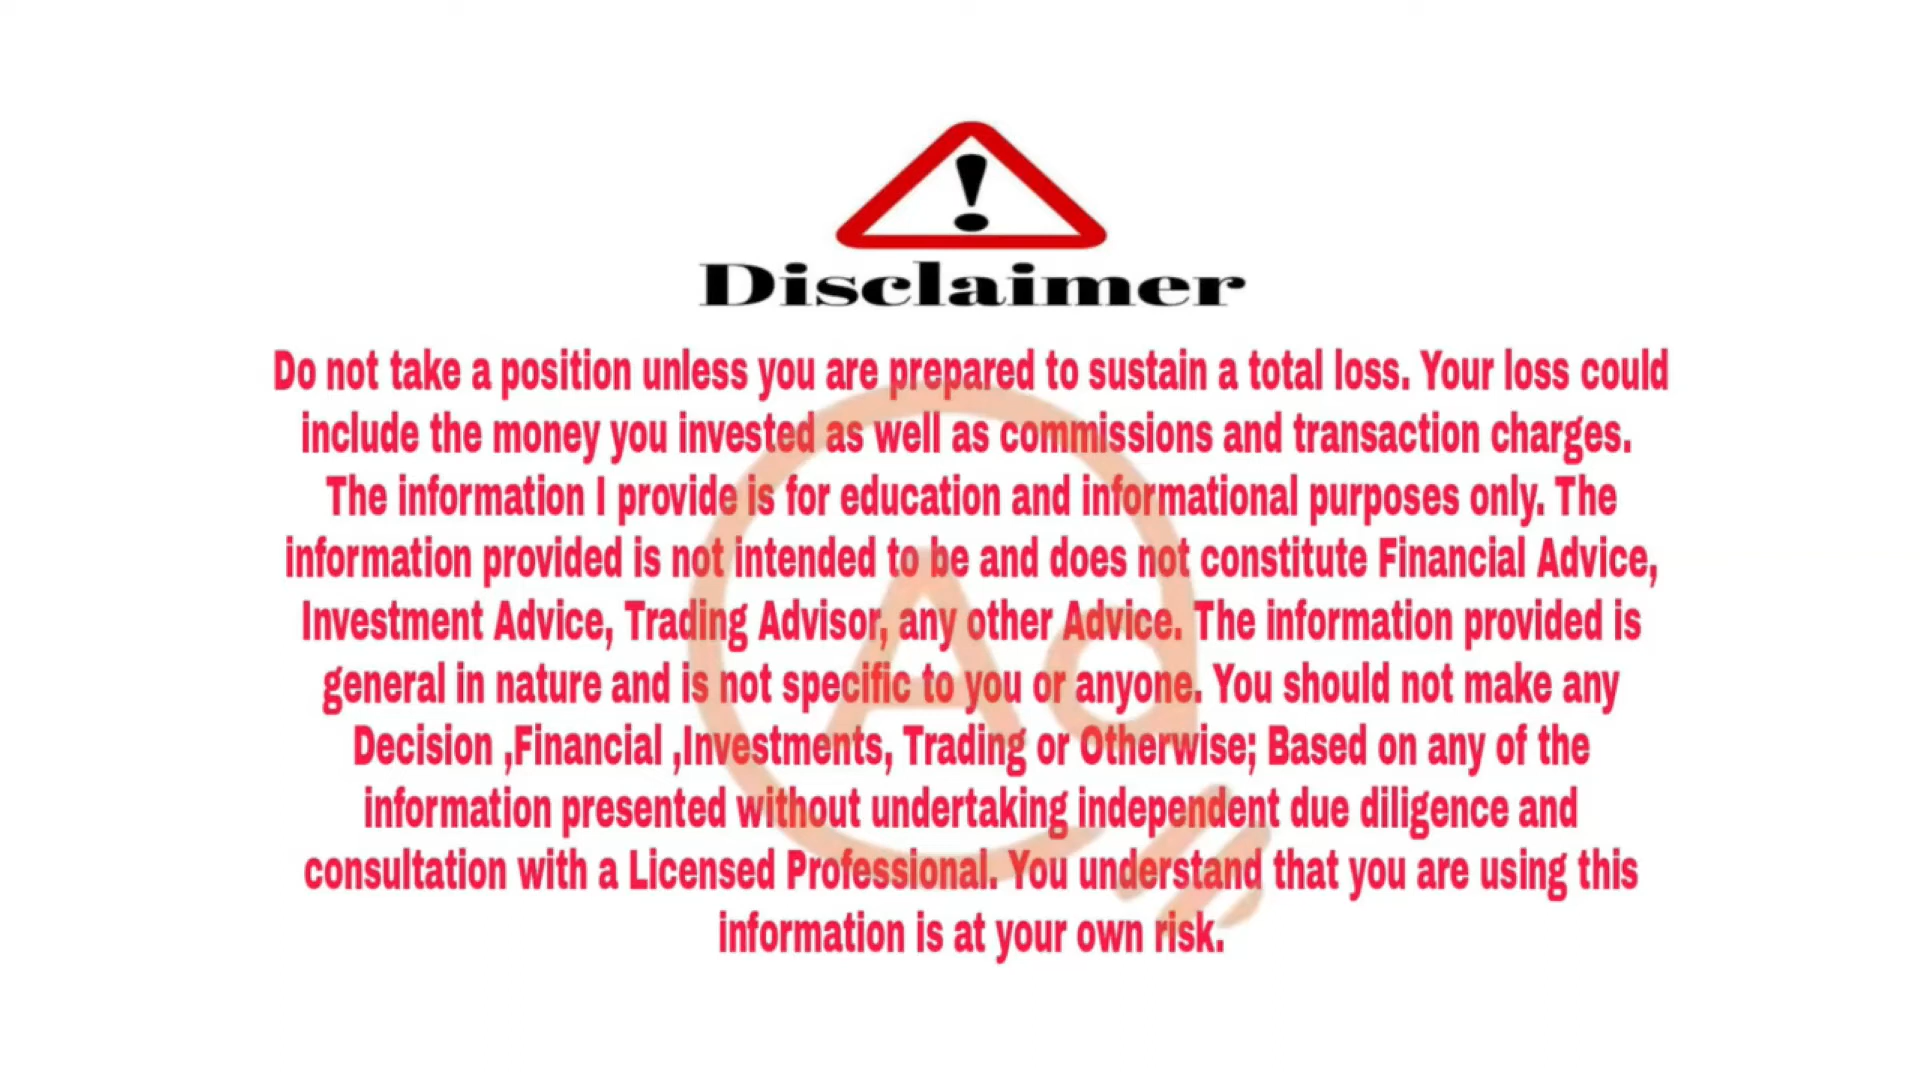 !
Disclaimer
Do not take a position unless you are prepared to sustain a total loss. Your loss could
include the money you invested as well as commissions and transaction charges.
The information I provide is for education and informational purposes only. The
information provided is not intended to be and does not constitute Financial Advice,
Investment Advice, Trading Advisor, any other Advice. The information provided is
general in nature and is not specific to you or anyone. You should not make any
Decision ,Financial ,Investments, Trading or Otherwise; Based on any of the
information presented without undertaking independent due diligence and
consultation with a Licensed Professional. You understand that you are using this
information is at your own risk.